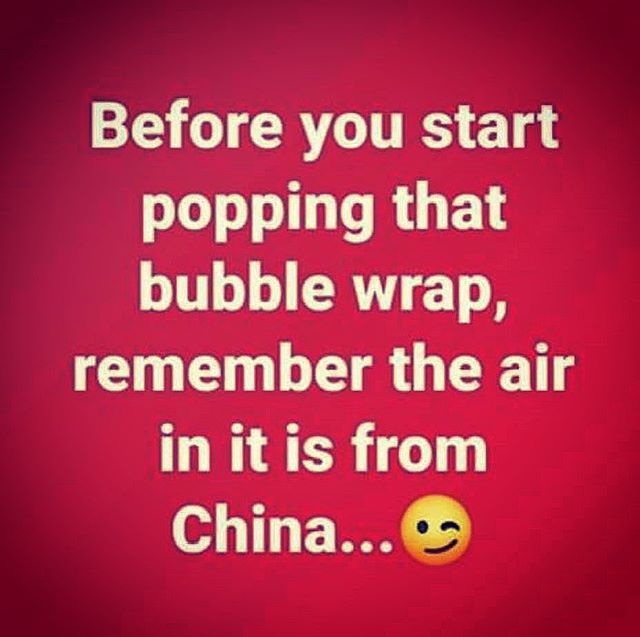 Before you start
popping that
bubble wrap,
remember the air
in it is from
China...😉